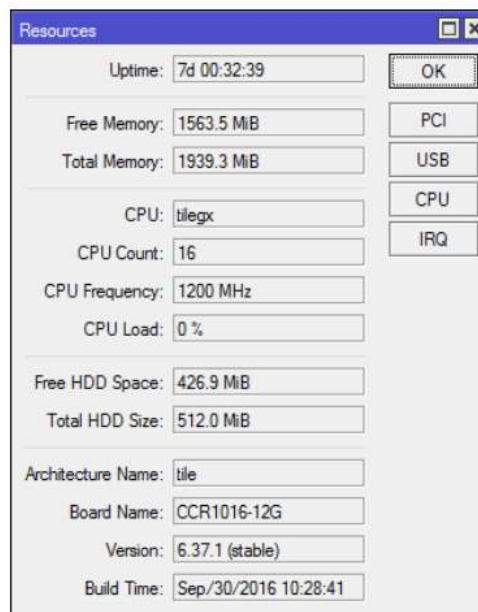 Resources
Uptime: 7d 00:32:39
OK
Free Memory: 1563.5 MiB
PCI
Total Memory: 1939.3 MiB
USB
CPU: tilegx
CPU
CPU Count: 16
IRQ
CPU Frequency: 1200 MHz
CPU Load: 0 %
Free HDD Space: 426.9 MiB
Total HDD Size: 512.0 MiB
Architecture Name: tile
Board Name: CCR1016-12G
Version: 6.37.1 (stable)
Build Time: Sep/30/2016 10:28:41